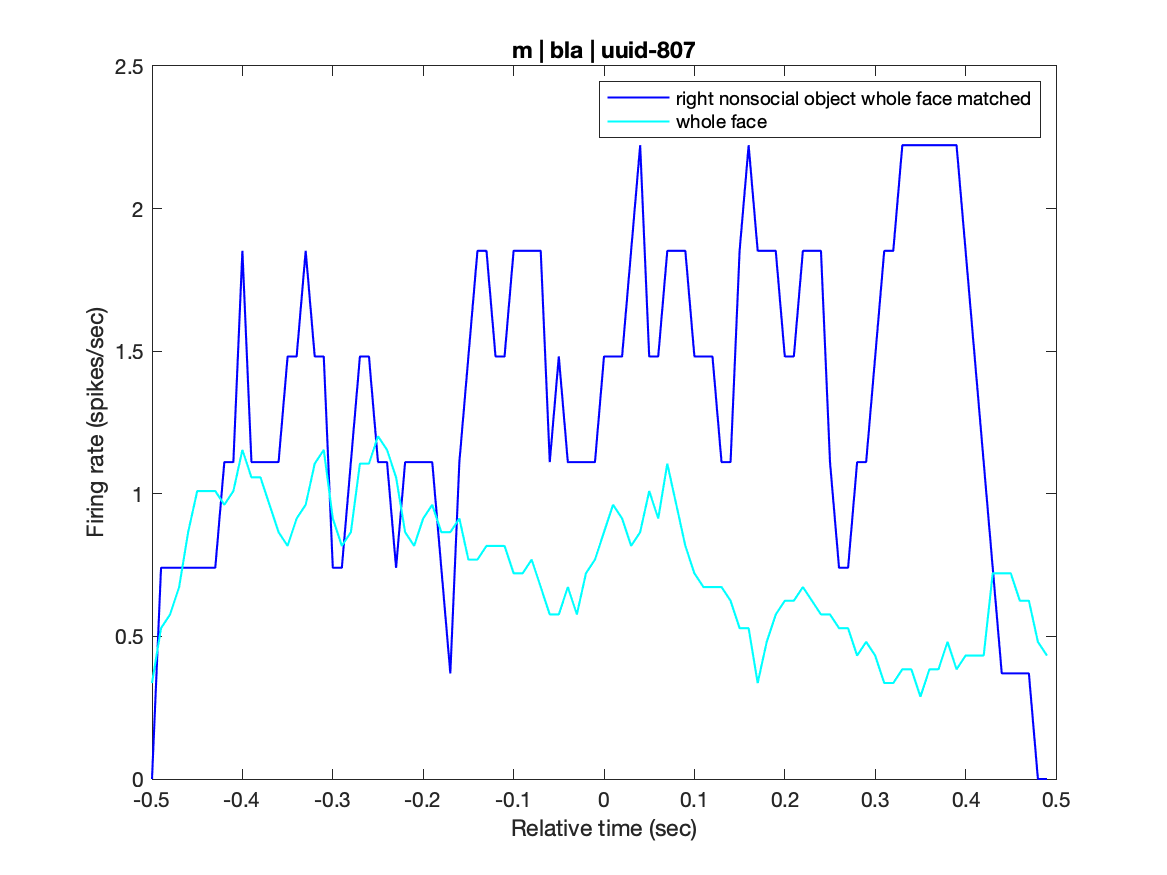 m | bla | uuid-807
right nonsocial object whole face matched
whole face
Firing rate (spikes/sec)
2.5
2
1.5
1
0.5
0
-0.5 -0.4 -0.3 -0.2 -0.1 0 0.1 0.2 0.3 0.4 0.5
Relative time (sec)